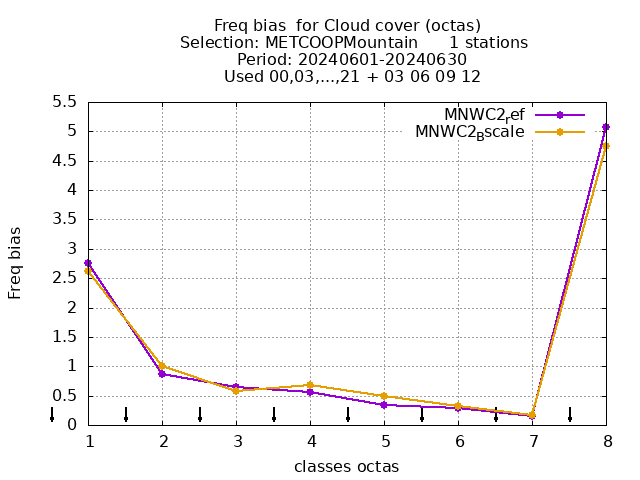 Freq bias  for Cloud cover (octas)
Selection: METCOOPMountain      1 stations
Period: 20240601-20240630
Used 00,03,...,21 + 03 06 09 12
MNWC2ref
MNWC2Bscale
5.5
5
4.5
4
3.5
3
2.5
2
1.5
1
0.5
0
Freq bias
1 2 3 4 5 6 7 8
classes octas